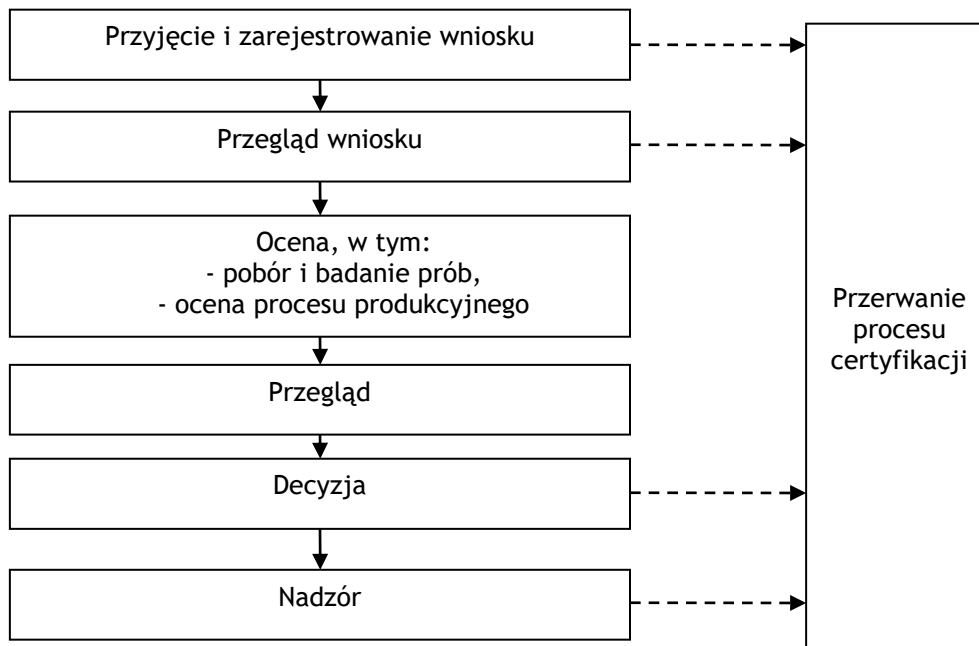 Przyjęcie i zarejestrowanie wniosku
Przegląd wniosku
Ocena, w tym:
- pobór i badanie prób,
- ocena procesu produkcyjnego
Przegląd
Decyzja
Nadzór
Przerwanie
procesu
certyfikacji